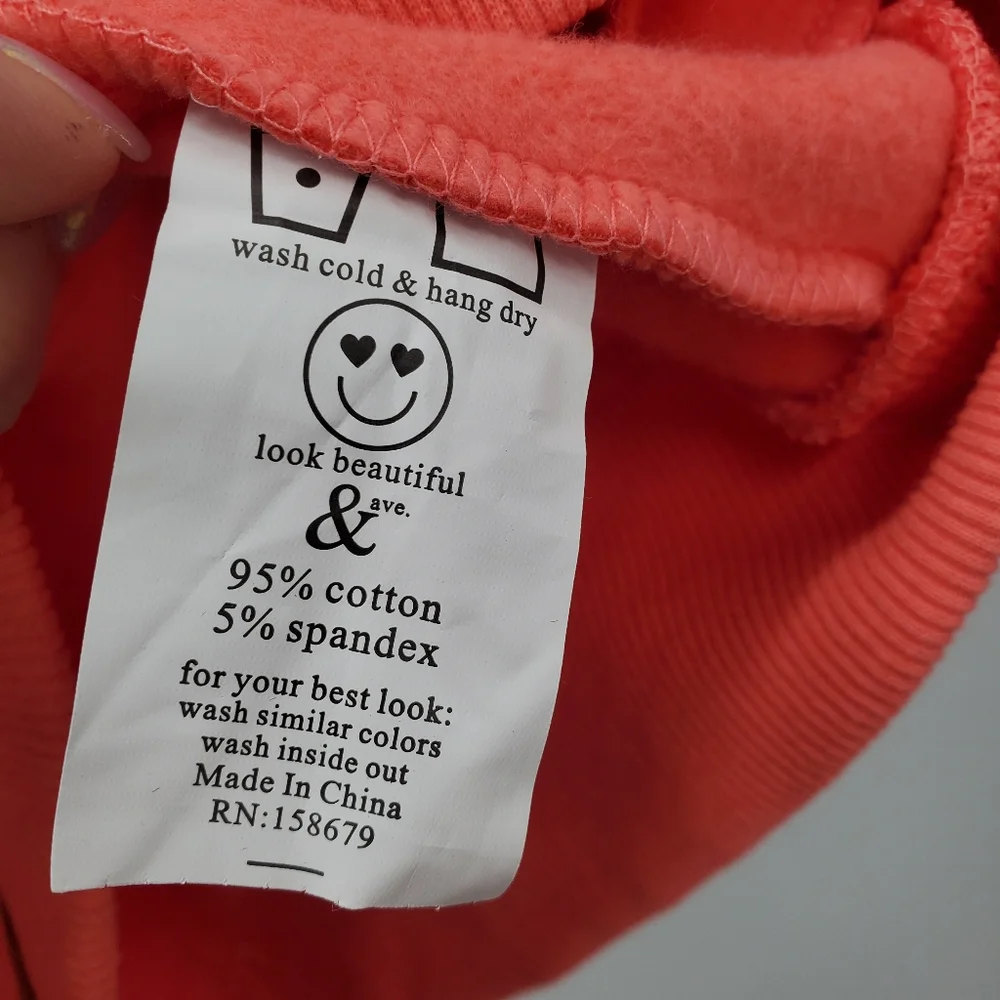 wash cold & hang dry
look beautiful
& ave.
95% cotton
5% spandex
for your best look:
wash similar colors
wash inside out
Made In China
RN:158679